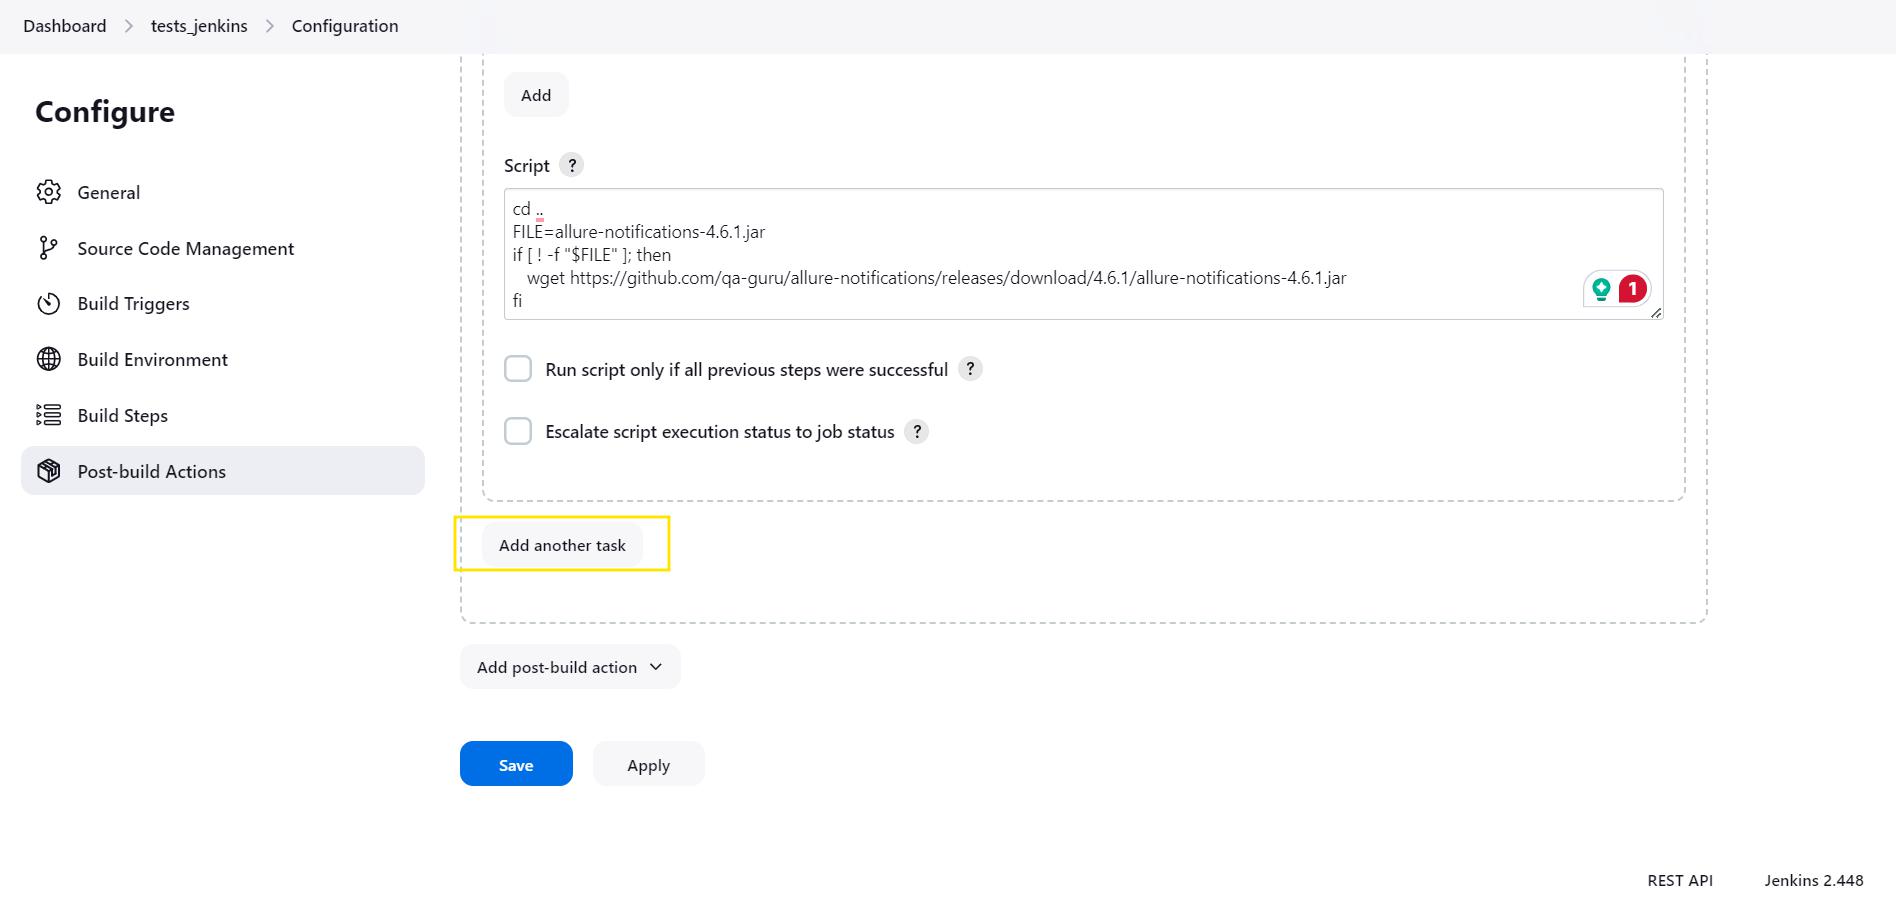 Dashboard > tests_jenkins > Configuration
Configure
General
Source Code Management
Build Triggers
Build Environment
Build Steps
Post-build Actions
Add
Script ?
cd ..
FILE=allure-notifications-4.6.1.jar
if [ ! -f "$FILE" ]; then
wget https://github.com/qa-guru/allure-notifications/releases/download/4.6.1/allure-notifications-4.6.1.jar
fi
1
Run script only if all previous steps were successful ?
Escalate script execution status to job status ?
Add another task
Add post-build action
Save Apply
REST API Jenkins 2.448